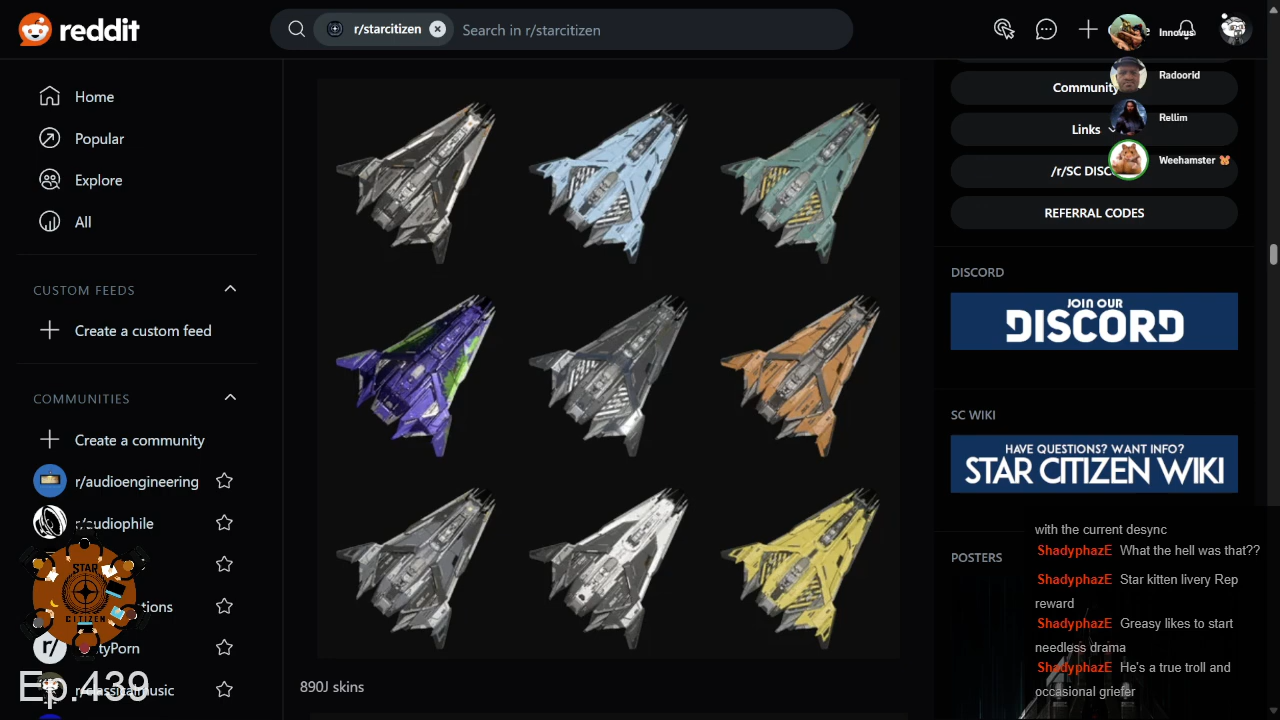 reddit
r/starcitizen
Search in r/starcitizen
Innovus
Home
Popular
Explore
All
CUSTOM FEEDS
Create a custom feed
COMMUNITIES
Create a community
r/audioengineering
r/audiophile
STAR
CITIZEN
r/
Ep.439
Community
Radoorld
Links
Rellim
/r/SC DISC
Weehamster
REFERRAL CODES
DISCORD
JOIN OUR
DISCORD
SC WIKI
HAVE QUESTIONS? WANT INFO?
STAR CITIZEN WIKI
POSTERS
with the current desync
ShadyphazE What the hell was that??
ShadyphazE Star kitten livery Rep
reward
ShadyphazE Greasy likes to start
needless drama
ShadyphazE He's a true troll and
occasional griefer
890J skins